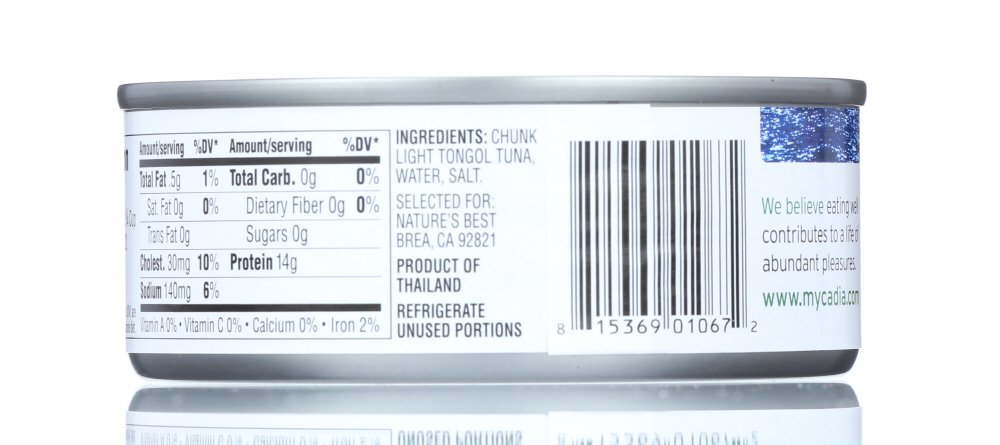 Amount/serving %DV* Amount/serving %DV*
Total Fat .5g 1% Total Carb. 0g 0%
Sat. Fat 0g 0% Dietary Fiber 0g 0%
Trans Fat 0g Sugars 0g
Cholest. 30mg 10% Protein 14g
Sodium 140mg 6%
Vitamin A 0% • Vitamin C 0% • Calcium 0% • Iron 2%
INGREDIENTS: CHUNK
LIGHT TONGOL TUNA,
WATER, SALT.
SELECTED FOR:
NATURE'S BEST
BREA, CA 92821
PRODUCT OF
THAILAND
REFRIGERATE
UNUSED PORTIONS
8 15369 01067 2
We believe eating well
contributes to a life of
abundant pleasures.
www.mycadia.com